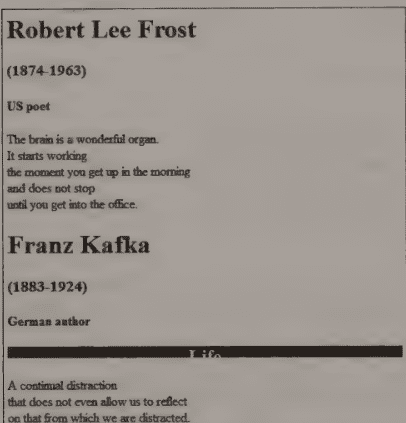 Robert Lee Frost
(1874-1963)
US poet
The brain is a wonderful organ.
It starts working
the moment you get up in the morning
and does not stop
until you get into the office.
Franz Kafka
(1883-1924)
German author
Life
A continual distraction
that does not even allow us to reflect
on that from which we are distracted.